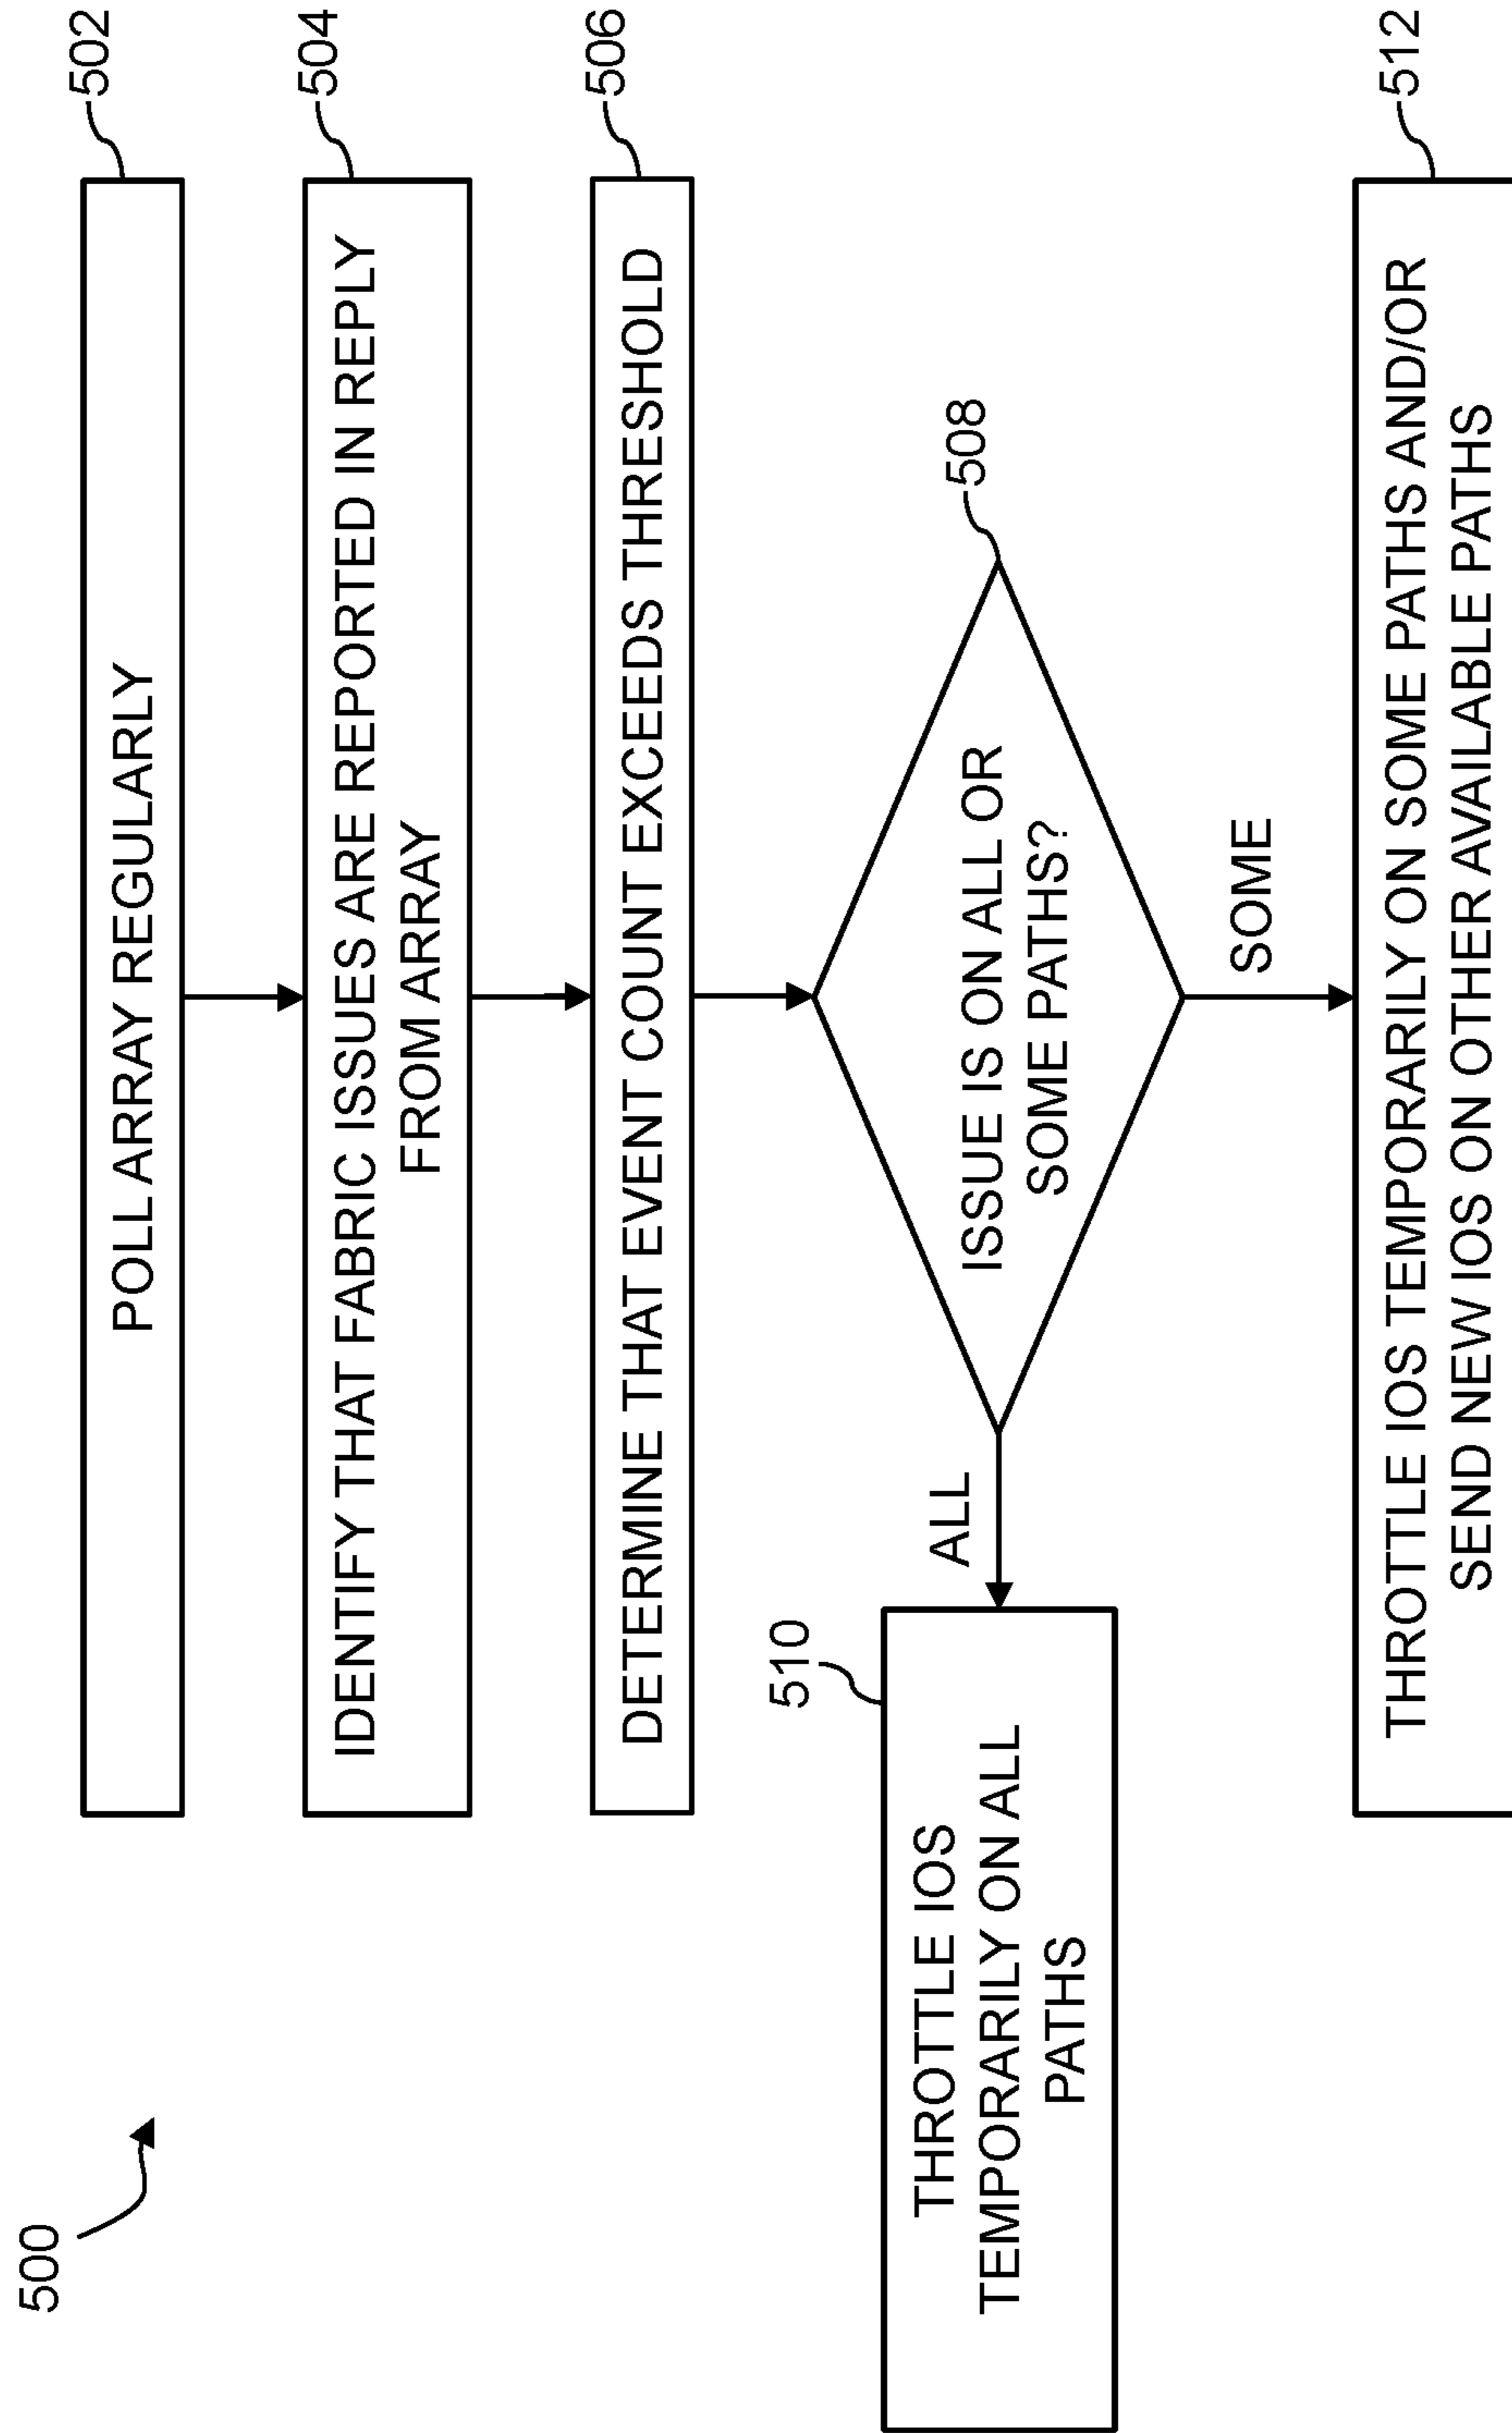 500
502
POLL ARRAY REGULARLY
504
IDENTIFY THAT FABRIC ISSUES ARE REPORTED IN REPLY
FROM ARRAY
506
DETERMINE THAT EVENT COUNT EXCEEDS THRESHOLD
508
ISSUE IS ON ALL OR
SOME PATHS?
ALL
510
THROTTLE IOS
TEMPORARILY ON ALL
PATHS
SOME
512
THROTTLE IOS TEMPORARILY ON SOME PATHS AND/OR
SEND NEW IOS ON OTHER AVAILABLE PATHS